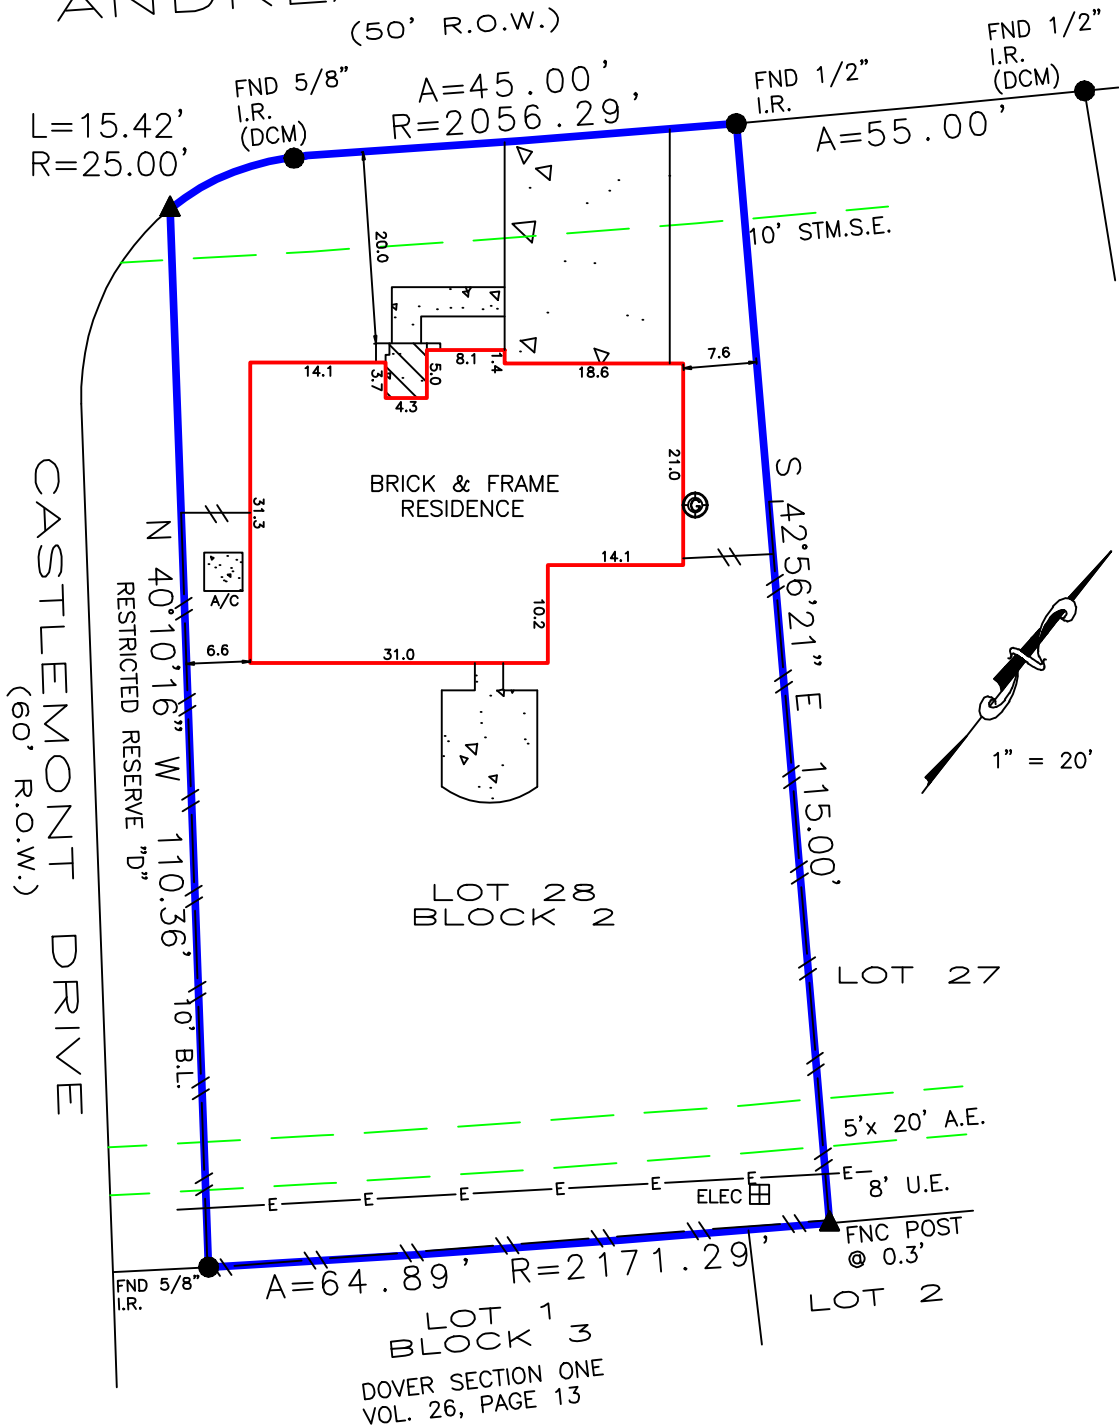 (50' R.O.W.)
FND 1/2"
I.R.
(DCM)
FND 5/8"
I.R.
(DCM)
A=45.00'
R=2056.29'
FND 1/2"
I.R.
A=55.00'
L=15.42'
R=25.00'
20.0
10' STM.S.E.
14.1
3.7
4.3
5.0
8.1
1.4
18.6
7.6
BRICK & FRAME
RESIDENCE
21.0
31.3
G
14.1
10.2
A/C
6.6
31.0
S 42°56'21" E 115.00'
N 40°10'16" W 110.36'
RESTRICTED RESERVE "D"
10' B.L.
CASTLEMONT DRIVE
(60' R.O.W.)
1" = 20'
LOT 28
BLOCK 2
LOT 27
5'x 20' A.E.
E E E E E E E
ELEC
8' U.E.
FNC POST
@ 0.3'
FND 5/8"
I.R.
A=64.89' R=2171.29'
LOT 1
BLOCK 3
LOT 2
DOVER SECTION ONE
VOL. 26, PAGE 13